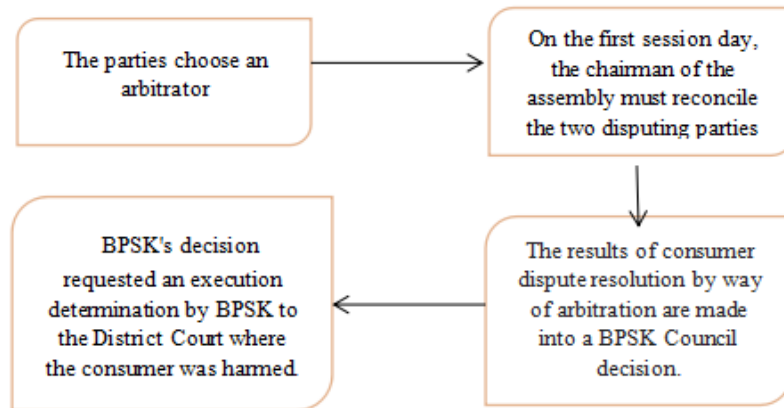 The parties choose an
arbitrator
On the first session day,
the chairman of the
assembly must reconcile
the two disputing parties
The results of consumer
dispute resolution by way
of arbitration are made
into a BPSK Council
decision.
BPSK's decision
requested an execution
determination by BPSK to
the District Court where
the consumer was harmed.